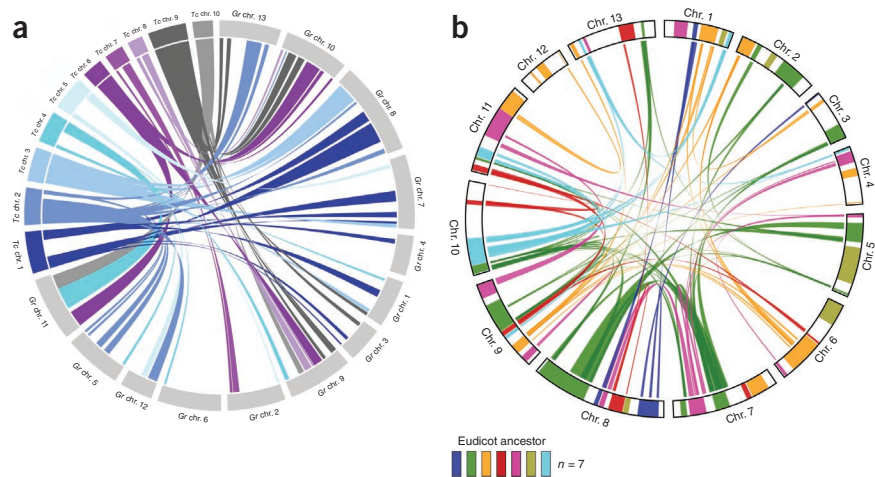 a
Tc chr. 1
Tc chr. 2
Tc chr. 3
Tc chr. 4
Tc chr. 5
Tc chr. 6
Tc chr. 7
Tc chr. 8
Tc chr. 9
Tc chr. 10
Gr chr. 13
Gr chr. 10
Gr chr. 8
Gr chr. 7
Gr chr. 4
Gr chr. 1
Gr chr. 3
Gr chr. 9
Gr chr. 2
Gr chr. 6
Gr chr. 12
Gr chr. 5
Gr chr. 11
b
Chr. 1
Chr. 2
Chr. 3
Chr. 4
Chr. 5
Chr. 6
Chr. 7
Chr. 8
Chr. 9
Chr. 10
Chr. 11
Chr. 12
Chr. 13
Eudicot ancestor
n = 7